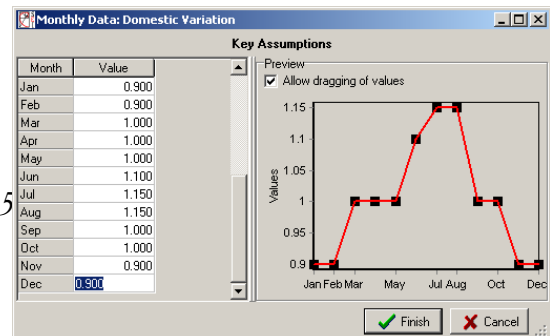 Monthly Data: Domestic Variation
Key Assumptions
Month Value
Jan 0.900
Feb 0.900
Mar 1.000
Apr 1.000
May 1.000
Jun 1.100
Jul 1.150
Aug 1.150
Sep 1.000
Oct 1.000
Nov 0.900
Dec 0.900
5
Preview
Allow dragging of values
Values
1.15
1.1
1.05
1
0.95
0.9
Jan Feb Mar May Jul Aug Oct Dec
Finish Cancel